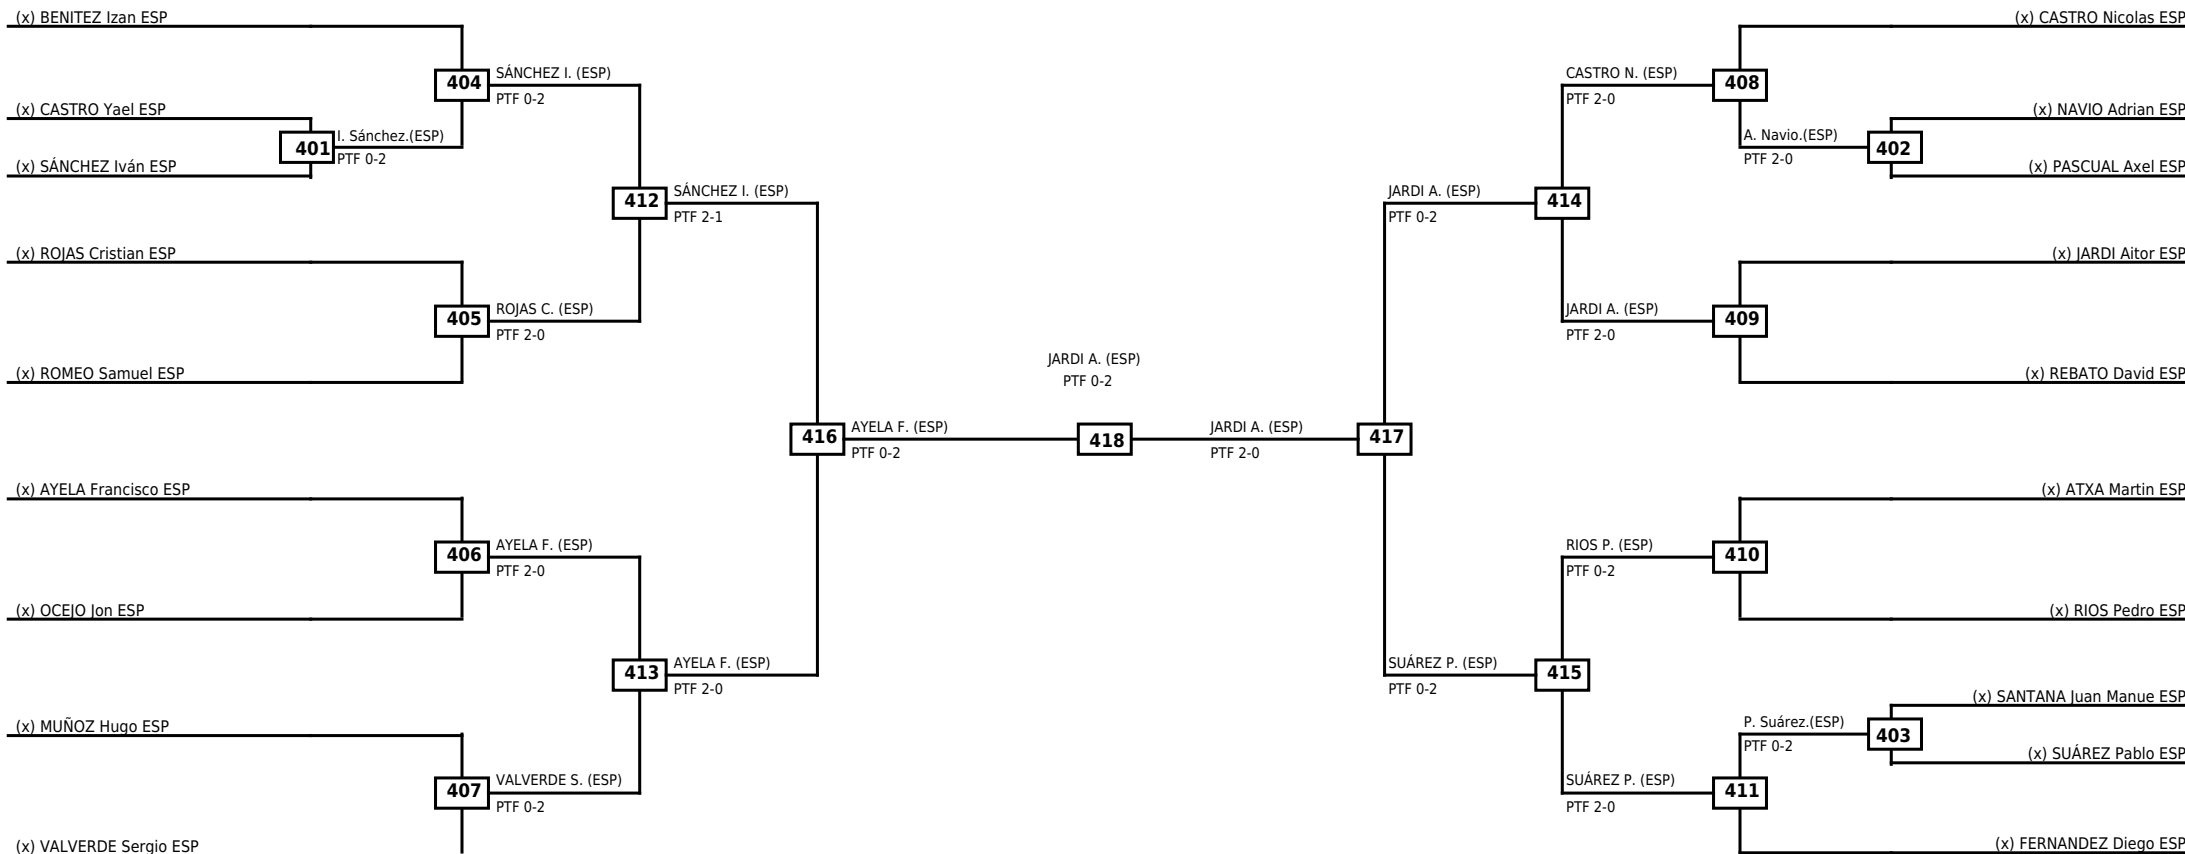 (x) BENITEZ Izan ESP
(x) CASTRO Nicolas ESP
404
SÁNCHEZ I. (ESP)
PTF 0-2
CASTRO N. (ESP)
PTF 2-0
408
(x) CASTRO Yael ESP
(x) NAVIO Adrian ESP
401
I. Sánchez.(ESP)
PTF 0-2
A. Navio.(ESP)
PTF 2-0
402
(x) SÁNCHEZ Iván ESP
(x) PASCUAL Axel ESP
412
SÁNCHEZ I. (ESP)
PTF 2-1
JARDI A. (ESP)
PTF 0-2
414
(x) ROJAS Cristian ESP
(x) JARDI Aitor ESP
405
ROJAS C. (ESP)
PTF 2-0
JARDI A. (ESP)
PTF 2-0
409
(x) ROMEO Samuel ESP
JARDI A. (ESP)
PTF 0-2
(x) REBATO David ESP
416
AYELA F. (ESP)
PTF 0-2
418
JARDI A. (ESP)
PTF 2-0
417
(x) AYELA Francisco ESP
(x) ATXA Martin ESP
406
AYELA F. (ESP)
PTF 2-0
RIOS P. (ESP)
PTF 0-2
410
(x) OCEJO Jon ESP
(x) RIOS Pedro ESP
413
AYELA F. (ESP)
PTF 2-0
SUÁREZ P. (ESP)
PTF 0-2
415
(x) SANTANA Juan Manue ESP
(x) MUÑOZ Hugo ESP
P. Suárez.(ESP)
PTF 0-2
403
(x) SUÁREZ Pablo ESP
407
VALVERDE S. (ESP)
PTF 0-2
SUÁREZ P. (ESP)
PTF 2-0
411
(x) VALVERDE Sergio ESP
(x) FERNANDEZ Diego ESP